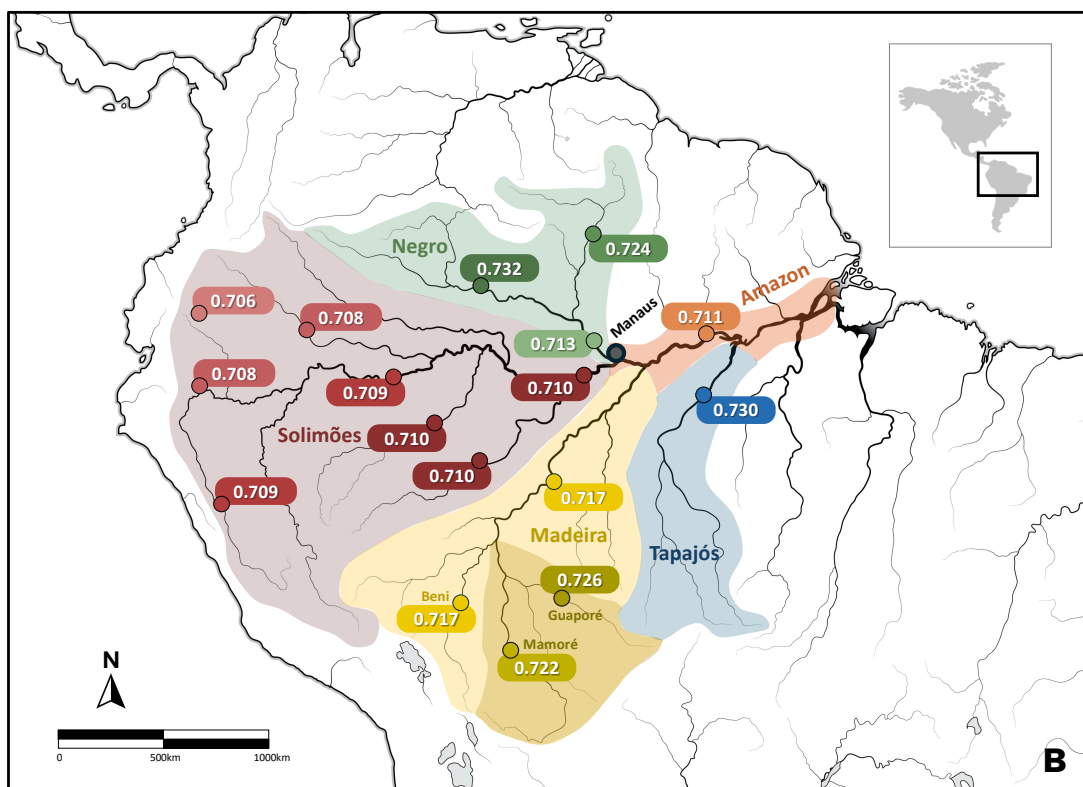 0.724
Negro
0.732
Amazon
0.706
0.708
0.711
Manaus
0.713
0.708
0.709
0.710
0.730
Solimões
0.710
0.710
0.709
0.717
Madeira
Tapajós
0.726
Beni
0.717
Guaporé
Mamoré
0.722
N
0
500km
1000km
B